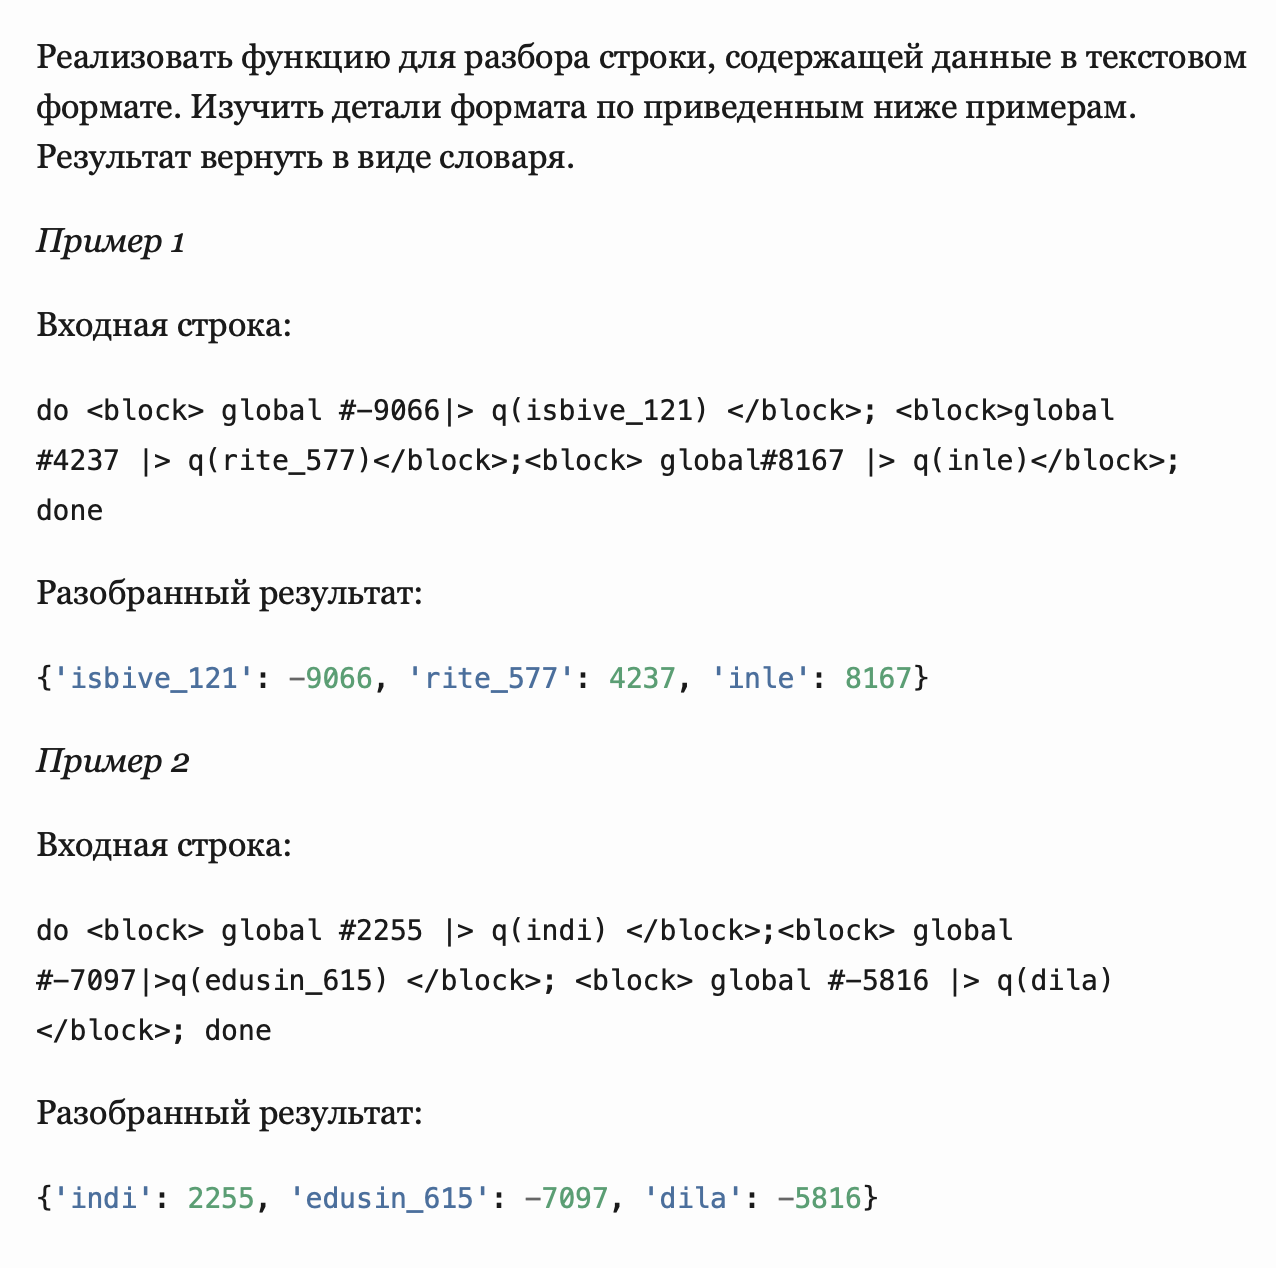 Реализовать функцию для разбора строки, содержащей данные в текстовом
формате. Изучить детали формата по приведенным ниже примерам.
Результат вернуть в виде словаря.
Пример 1
Входная строка:
do <block> global #-9066|> q(isbive_121) </block>; <block>global
#4237 |> q(rite_577)</block>;<block> global#8167 |> q(inle)</block>;
done
Разобранный результат:
{'isbive_121': -9066, 'rite_577': 4237, 'inle': 8167}
Пример 2
Входная строка:
do <block> global #2255 |> q(indi) </block>;<block> global
#-7097|>q(edusin_615) </block>; <block> global #-5816 |> q(dila)
</block>; done
Разобранный результат:
{'indi': 2255, 'edusin_615': -7097, 'dila': -5816}